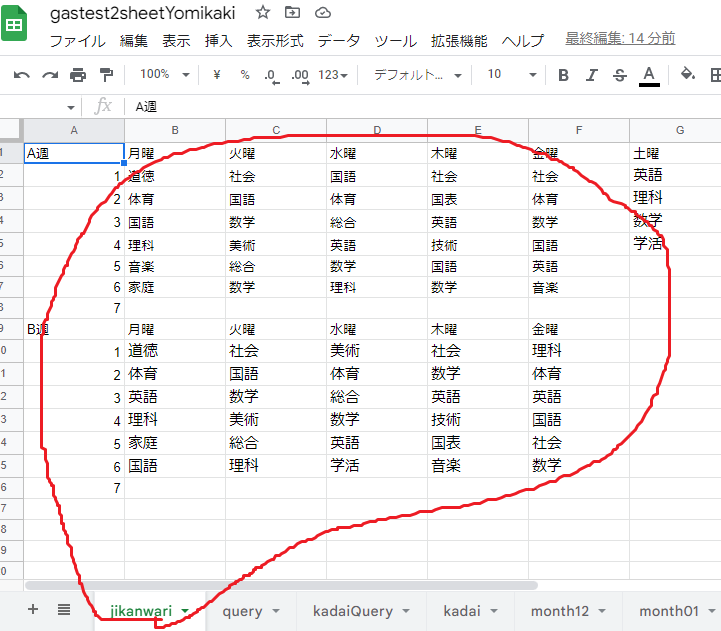 gastest2sheetYomikaki
ファイル 編集 表示 挿入 表示形式 データ ツール 拡張機能 ヘルプ 最終編集: 14 分前
100% ¥ % .0 .00 123 デフォルト... 10 B I S A
fx A週
A B C D E F G
1 A週 月曜 火曜 水曜 木曜 金曜 土曜
2 1 道徳 社会 国語 社会 社会 英語
3 2 体育 国語 体育 国表 体育 理科
4 3 国語 数学 総合 英語 数学 数学
5 4 理科 美術 英語 技術 国語 学活
6 5 音楽 総合 数学 国語 英語
7 6 家庭 数学 理科 数学 音楽
8 7
9 B週 月曜 火曜 水曜 木曜 金曜
0 1 道徳 社会 美術 社会 理科
1 2 体育 国語 体育 数学 体育
2 3 英語 数学 総合 英語 英語
3 4 理科 美術 数学 技術 国語
4 5 家庭 総合 英語 国表 社会
5 6 国語 理科 学活 音楽 数学
6 7
7
8
9
0
jikanwari query kadaiQuery kadai month12 month01